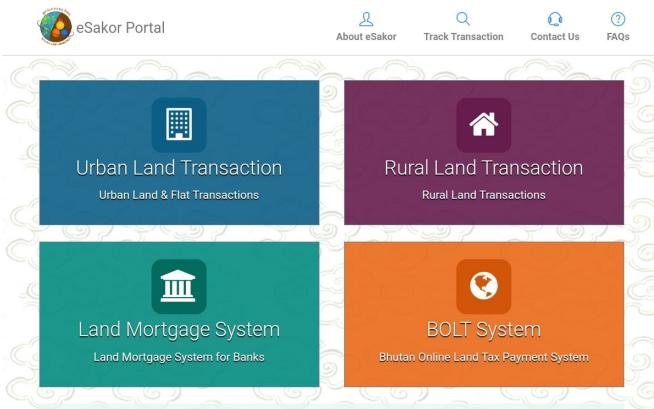 eSakor Portal
About eSakor
Track Transaction
Contact Us
FAQs
Urban Land Transaction
Urban Land & Flat Transactions
Rural Land Transaction
Rural Land Transactions
Land Mortgage System
Land Mortgage System for Banks
BOLT System
Bhutan Online Land Tax Payment System